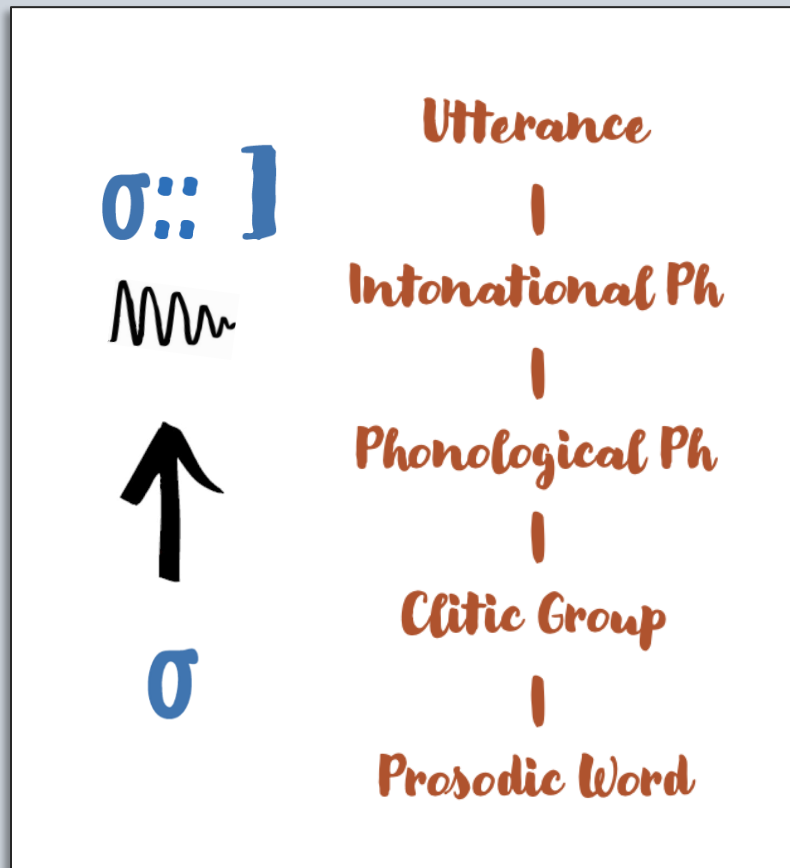 σ:: ]
σ
Utterance
Intonational Ph
Phonological Ph
Clitic Group
Prosodic Word